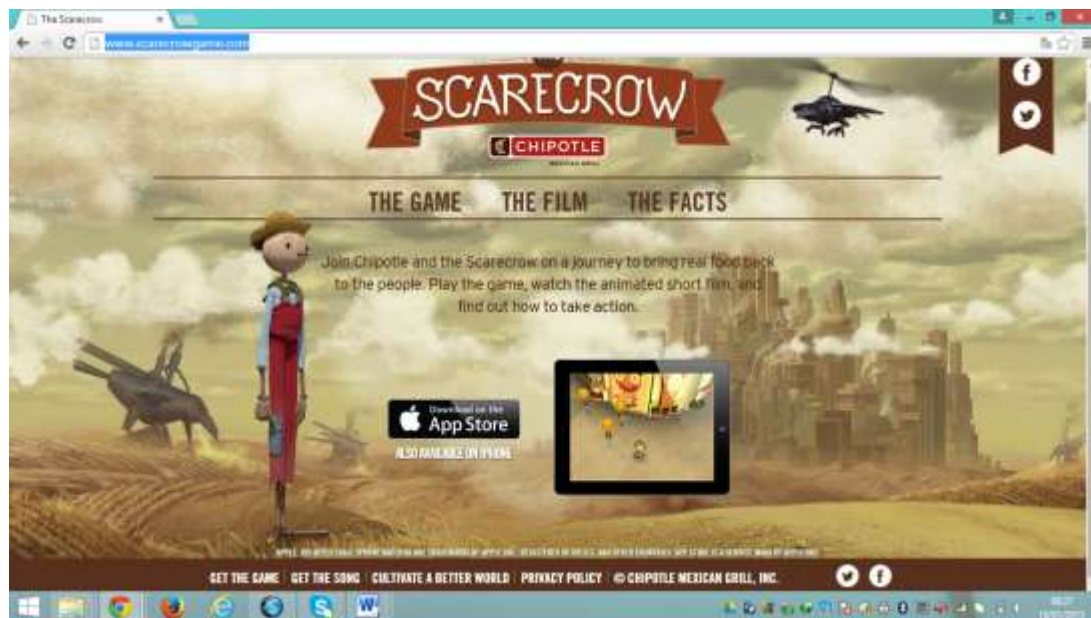 The Scarecrow
www.scarecrowgame.com
SCARECROW
CHIPOTLE
MEXICAN GRILL
THE GAME THE FILM THE FACTS
Join Chipotle and the Scarecrow on a journey to bring real food back
to the people. Play the game, watch the animated short film, and
find out how to take action.
Download on the
App Store
ALSO AVAILABLE ON IPHONE
GET THE GAME GET THE SONG CULTIVATE A BETTER WORLD PRIVACY POLICY © CHIPOTLE MEXICAN GRILL, INC.